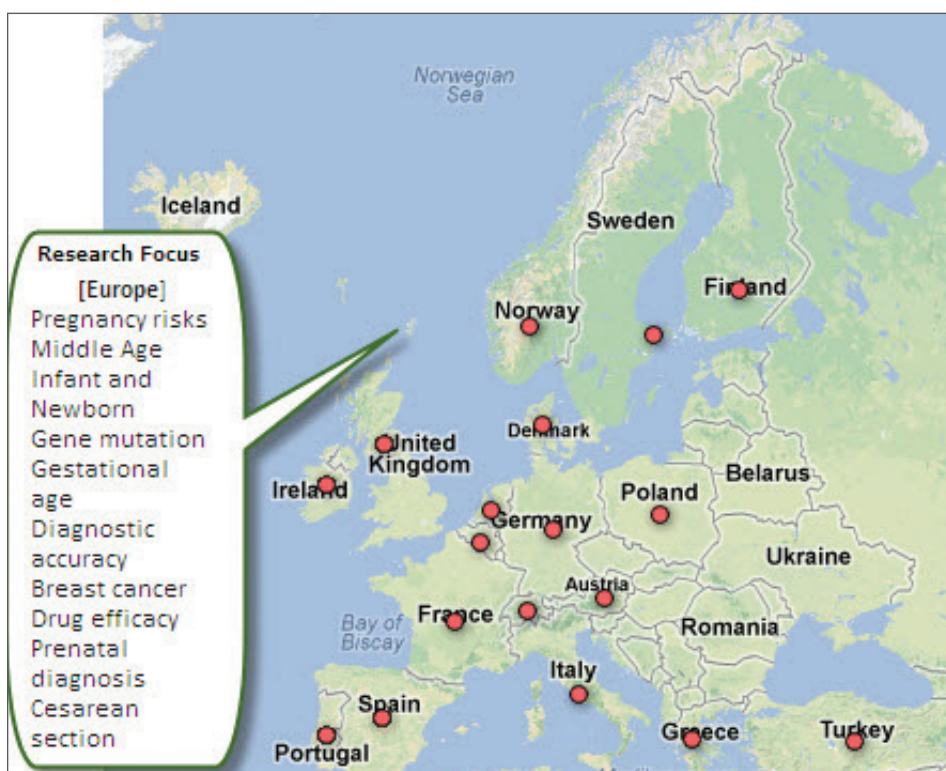 Norwegian
Sea
Iceland
Sweden
Research Focus
[Europe]
Pregnancy risks
Middle Age
Infant and
Newborn
Gene mutation
Gestational
age
Diagnostic
accuracy
Breast cancer
Drug efficacy
Prenatal
diagnosis
Cesarean
section
Finland
Norway
Denmark
United
Kingdom
Ireland
Belarus
Poland
Germany
Ukraine
Austria
France
Bay of
Biscay
Romania
Italy
Spain
Portugal
Greece
Turkey